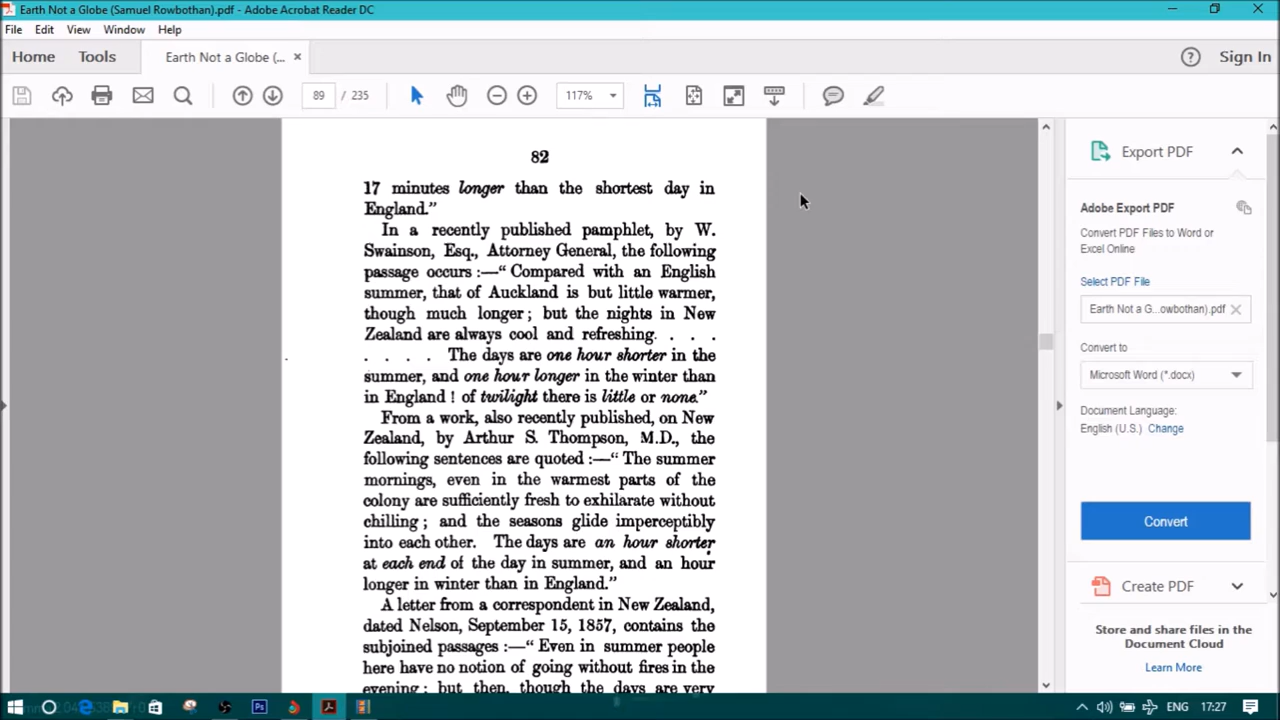 Earth Not a Globe (Samuel Rowbothan).pdf - Adobe Acrobat Reader DC
File Edit View Window Help
Home Tools Earth Not a Globe (... ×
? Sign In
89 / 235 117%
82
17 minutes longer than the shortest day in
England."
In a recently published pamphlet, by W.
Swainson, Esq., Attorney General, the following
passage occurs :—" Compared with an English
summer, that of Auckland is but little warmer,
though much longer ; but the nights in New
Zealand are always cool and refreshing. . . .
. . . . The days are one hour shorter in the
summer, and one hour longer in the winter than
in England ! of twilight there is little or none."
From a work, also recently published, on New
Zealand, by Arthur S. Thompson, M.D., the
following sentences are quoted :—" The summer
mornings, even in the warmest parts of the
colony are sufficiently fresh to exhilarate without
chilling ; and the seasons glide imperceptibly
into each other. The days are an hour shorter
at each end of the day in summer, and an hour
longer in winter than in England."
A letter from a correspondent in New Zealand,
dated Nelson, September 15, 1857, contains the
subjoined passages :—" Even in summer people
here have no notion of going without fires in the
evening ; but then, though the days are very
Export PDF
Adobe Export PDF
Convert PDF Files to Word or
Excel Online
Select PDF File
Earth Not a G...owbothan).pdf ×
Convert to
Microsoft Word (*.docx)
Document Language:
English (U.S.) Change
Convert
Create PDF
Store and share files in the
Document Cloud
Learn More
Ps ENG 17:27